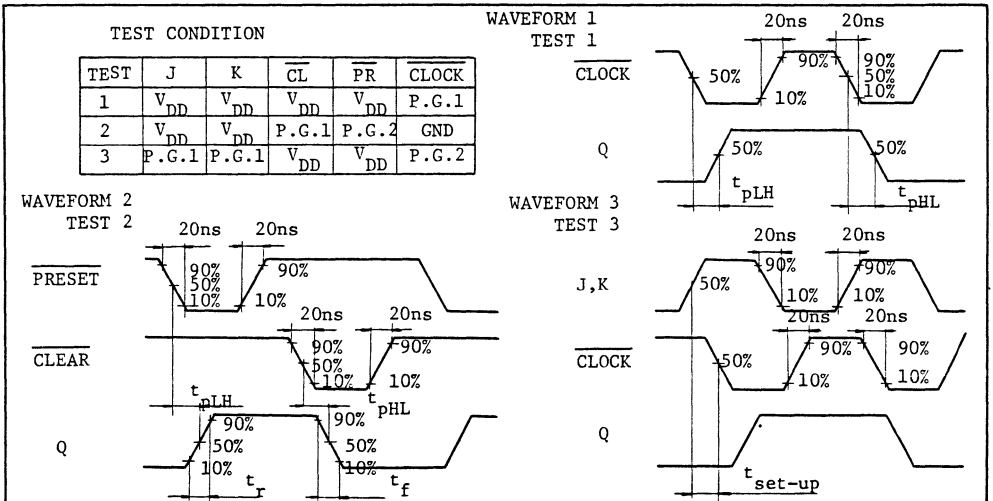 TEST CONDITION
TEST J K CL PR CLOCK
1 VDD VDD VDD VDD P.G.1
2 VDD VDD P.G.1 P.G.2 GND
3 P.G.1 P.G.1 VDD VDD P.G.2
WAVEFORM 1
TEST 1
20ns 20ns
CLOCK
50%
90%
10%
90%
50%
10%
Q
50%
50%
tpLH
tpHL
WAVEFORM 2
TEST 2
20ns 20ns
PRESET
90%
50%
10%
90%
10%
20ns 20ns
CLEAR
90%
50%
10%
90%
10%
tpLH
tpHL
Q
90%
50%
10%
90%
50%
10%
tr
tf
WAVEFORM 3
TEST 3
20ns 20ns
J,K
50%
90%
10%
90%
10%
20ns 20ns
CLOCK
50%
90%
10%
90%
10%
Q
tset-up